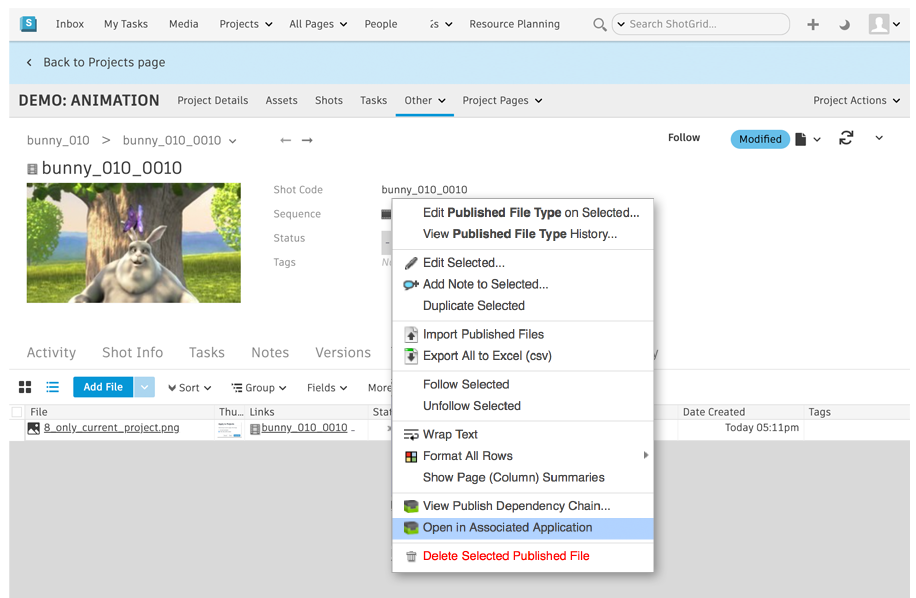 S Inbox My Tasks Media Projects All Pages People Resource Planning Search ShotGrid...
Back to Projects page
DEMO: ANIMATION Project Details Assets Shots Tasks Other Project Pages Project Actions
bunny_010 > bunny_010_0010 ← → Follow Modified
bunny_010_0010
Shot Code bunny_010_0010
Sequence
Status
Tags
Edit Published File Type on Selected...
View Published File Type History...
Edit Selected...
Add Note to Selected...
Duplicate Selected
Import Published Files
Export All to Excel (csv)
Follow Selected
Unfollow Selected
Wrap Text
Format All Rows
Show Page (Column) Summaries
View Publish Dependency Chain...
Open in Associated Application
Delete Selected Published File
Activity Shot Info Tasks Notes Versions
Add File Sort Group Fields More
File Thu... Links Stat Date Created Tags
8_only_current_project.png bunny_010_0010 Today 05:11pm